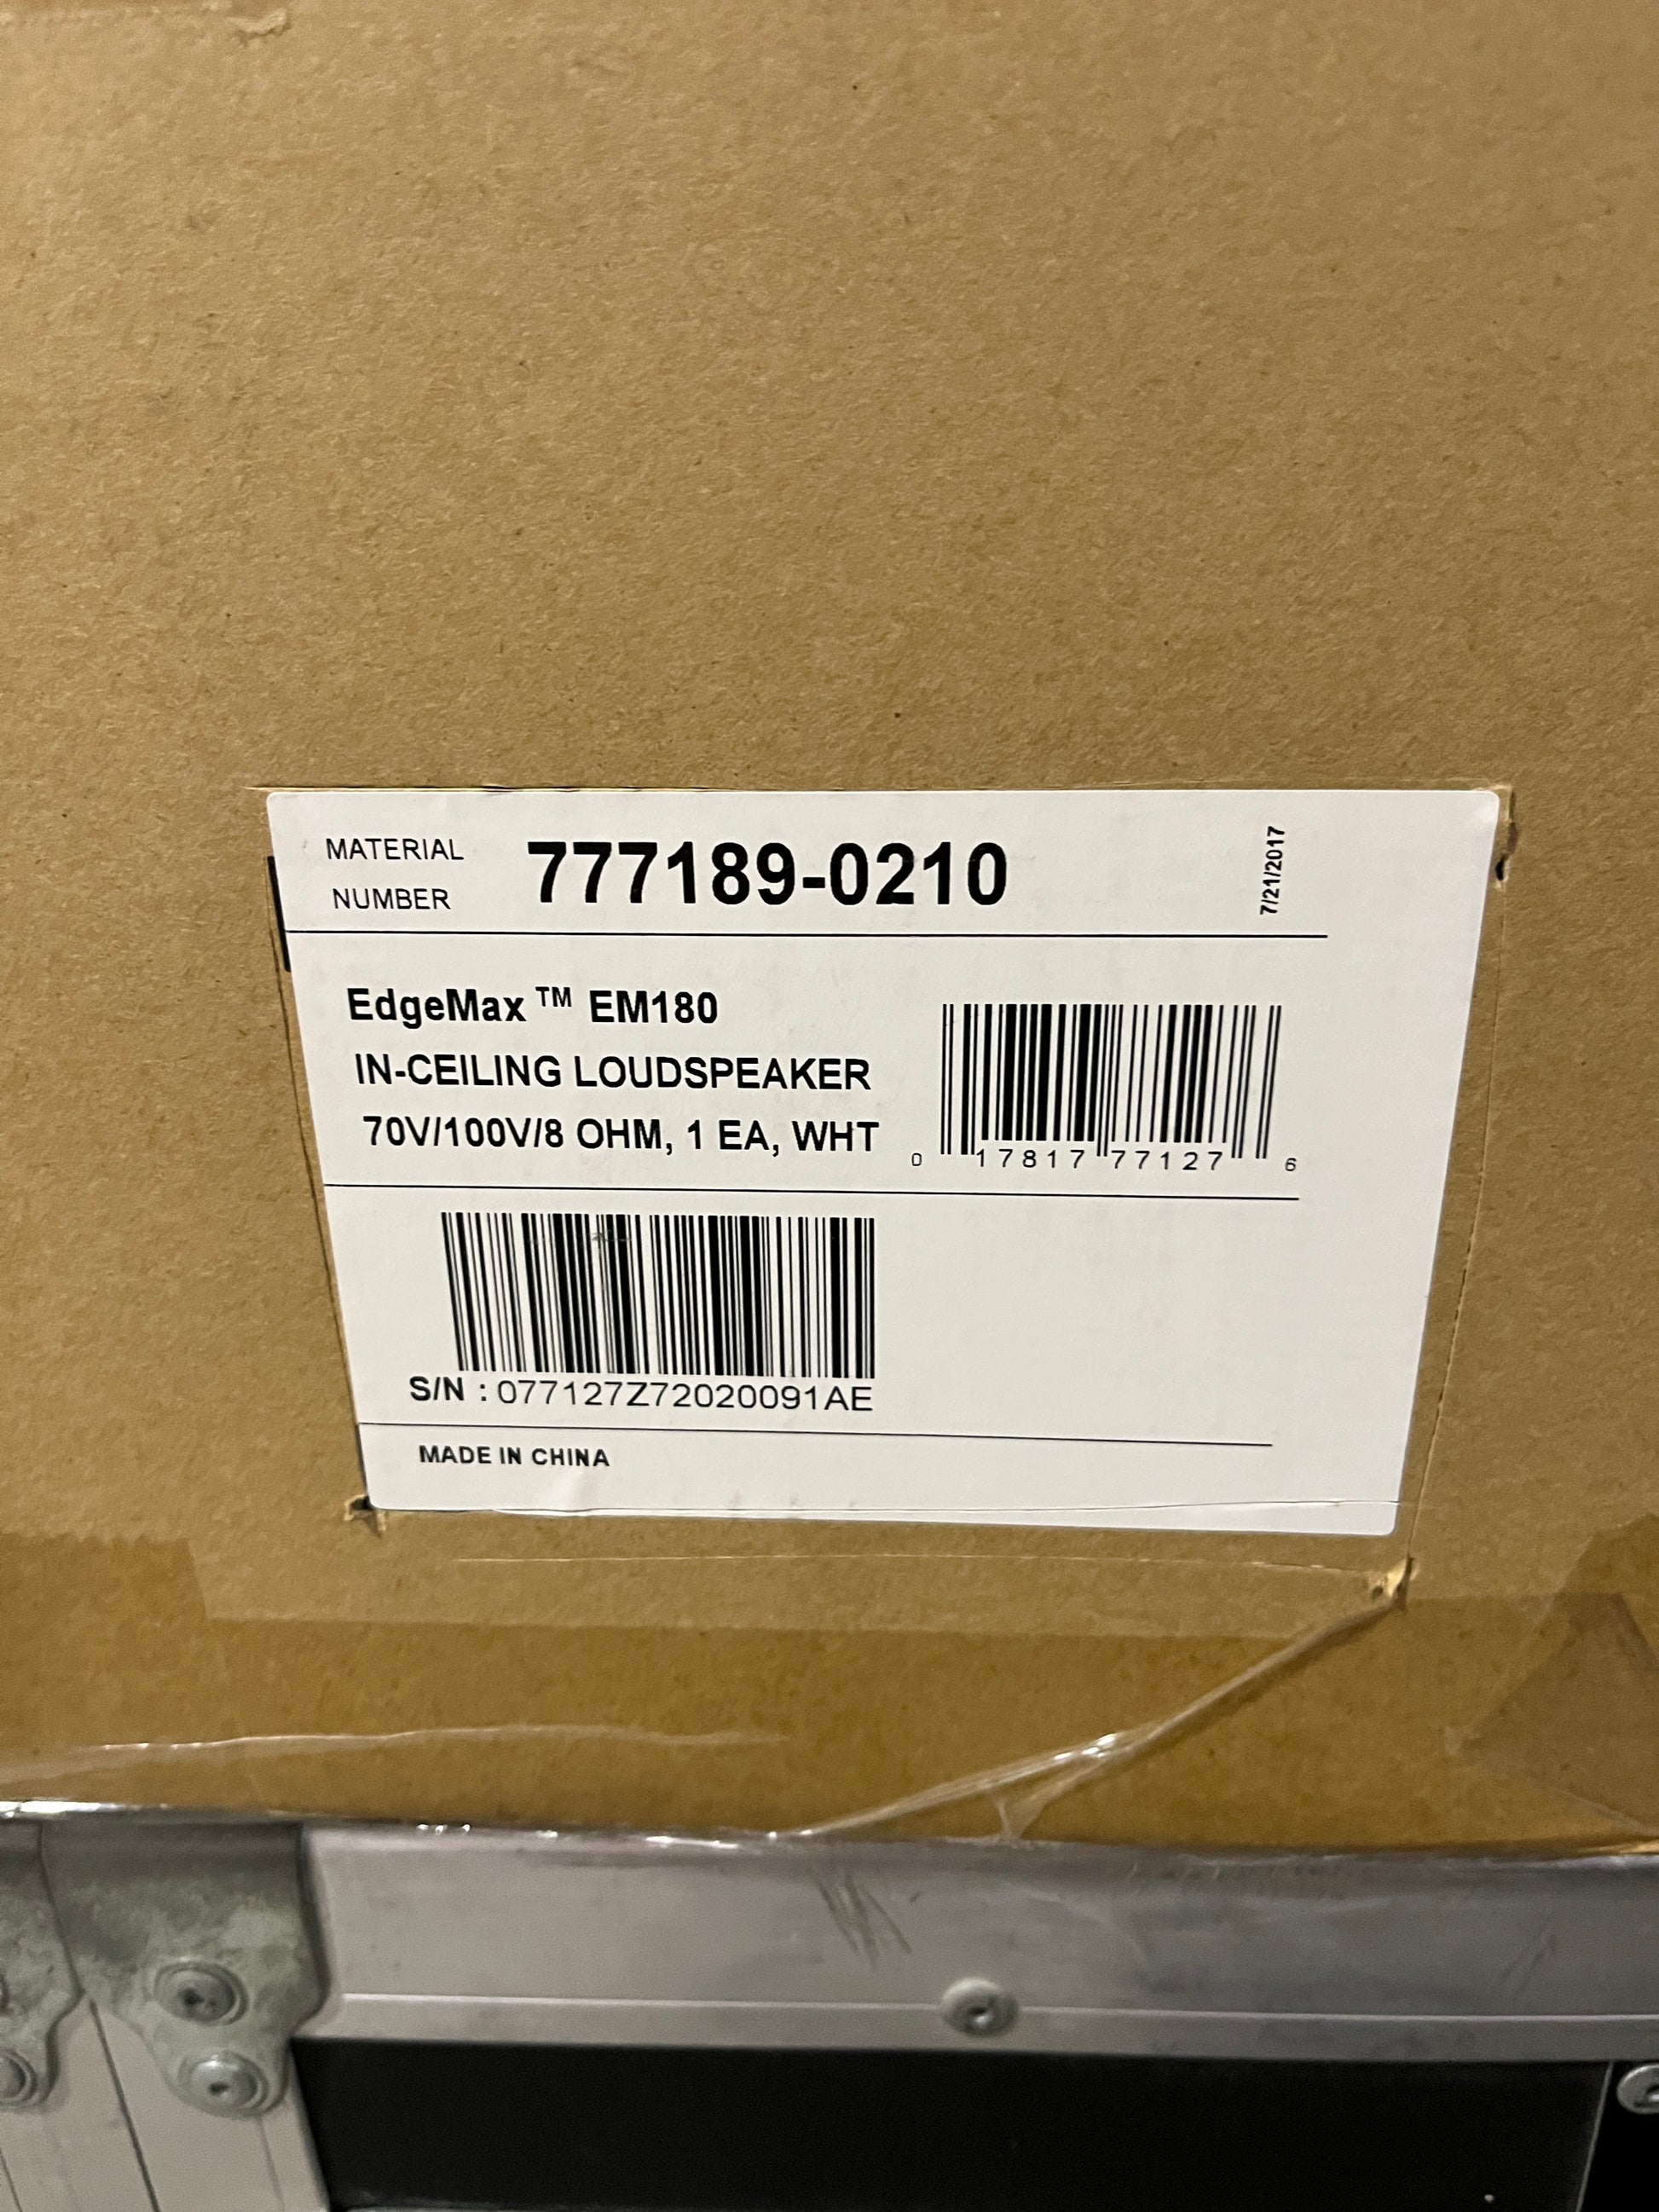 MATERIAL
NUMBER
777189-0210
7/21/2017
EdgeMax ™ EM180
IN-CEILING LOUDSPEAKER
70V/100V/8 OHM, 1 EA, WHT
0 17817 77127 6
S/N : 077127Z72020091AE
MADE IN CHINA